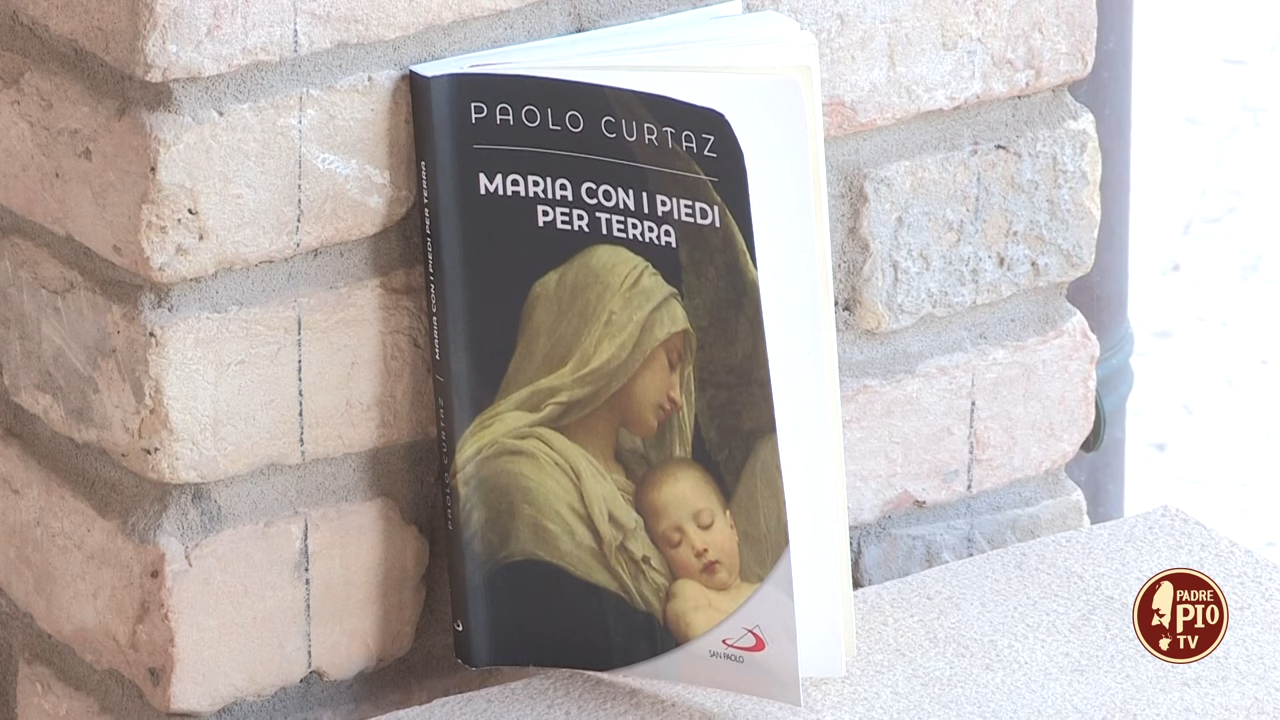 PAOLO CURTAZ
MARIA CON I PIEDI
PER TERRA
PAOLO CURTAZ | MARIA CON I PIEDI PER TERRA
SAN PAOLO
PADRE
PIO
TV